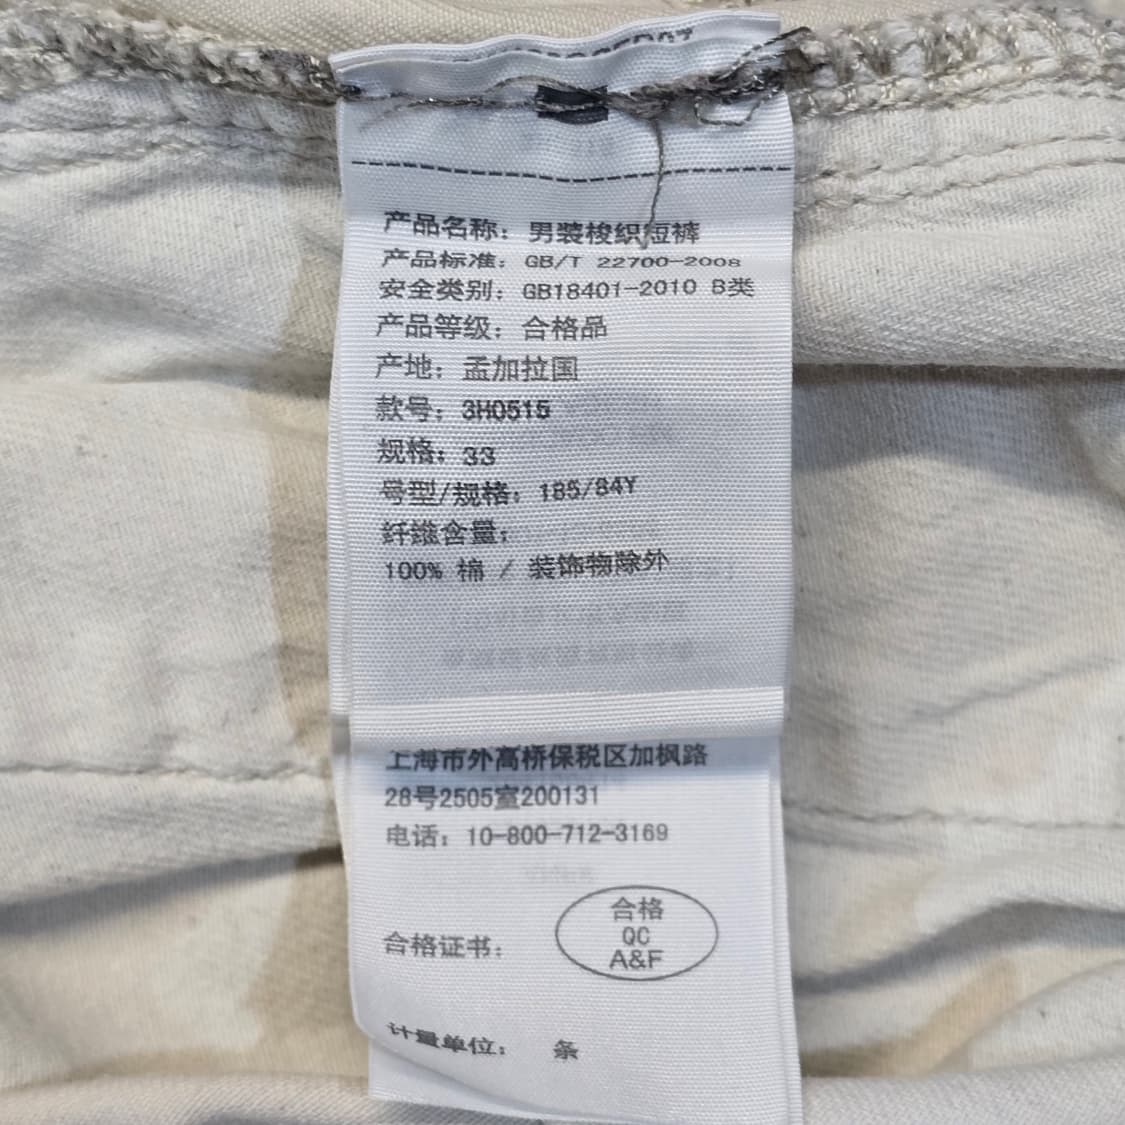 产品名称：男装梭织短裤
产品标准：GB/T 22700-2008
安全类别：GB18401-2010 B类
产品等级：合格品
产地：孟加拉国
款号：3H0515
规格：33
号型/规格：185/84Y
纤维含量：
100% 棉 / 装饰物除外
上海市外高桥保税区加枫路
28号2505室200131
电话：10-800-712-3169
合格
QC
A&F
合格证书：
计量单位： 条